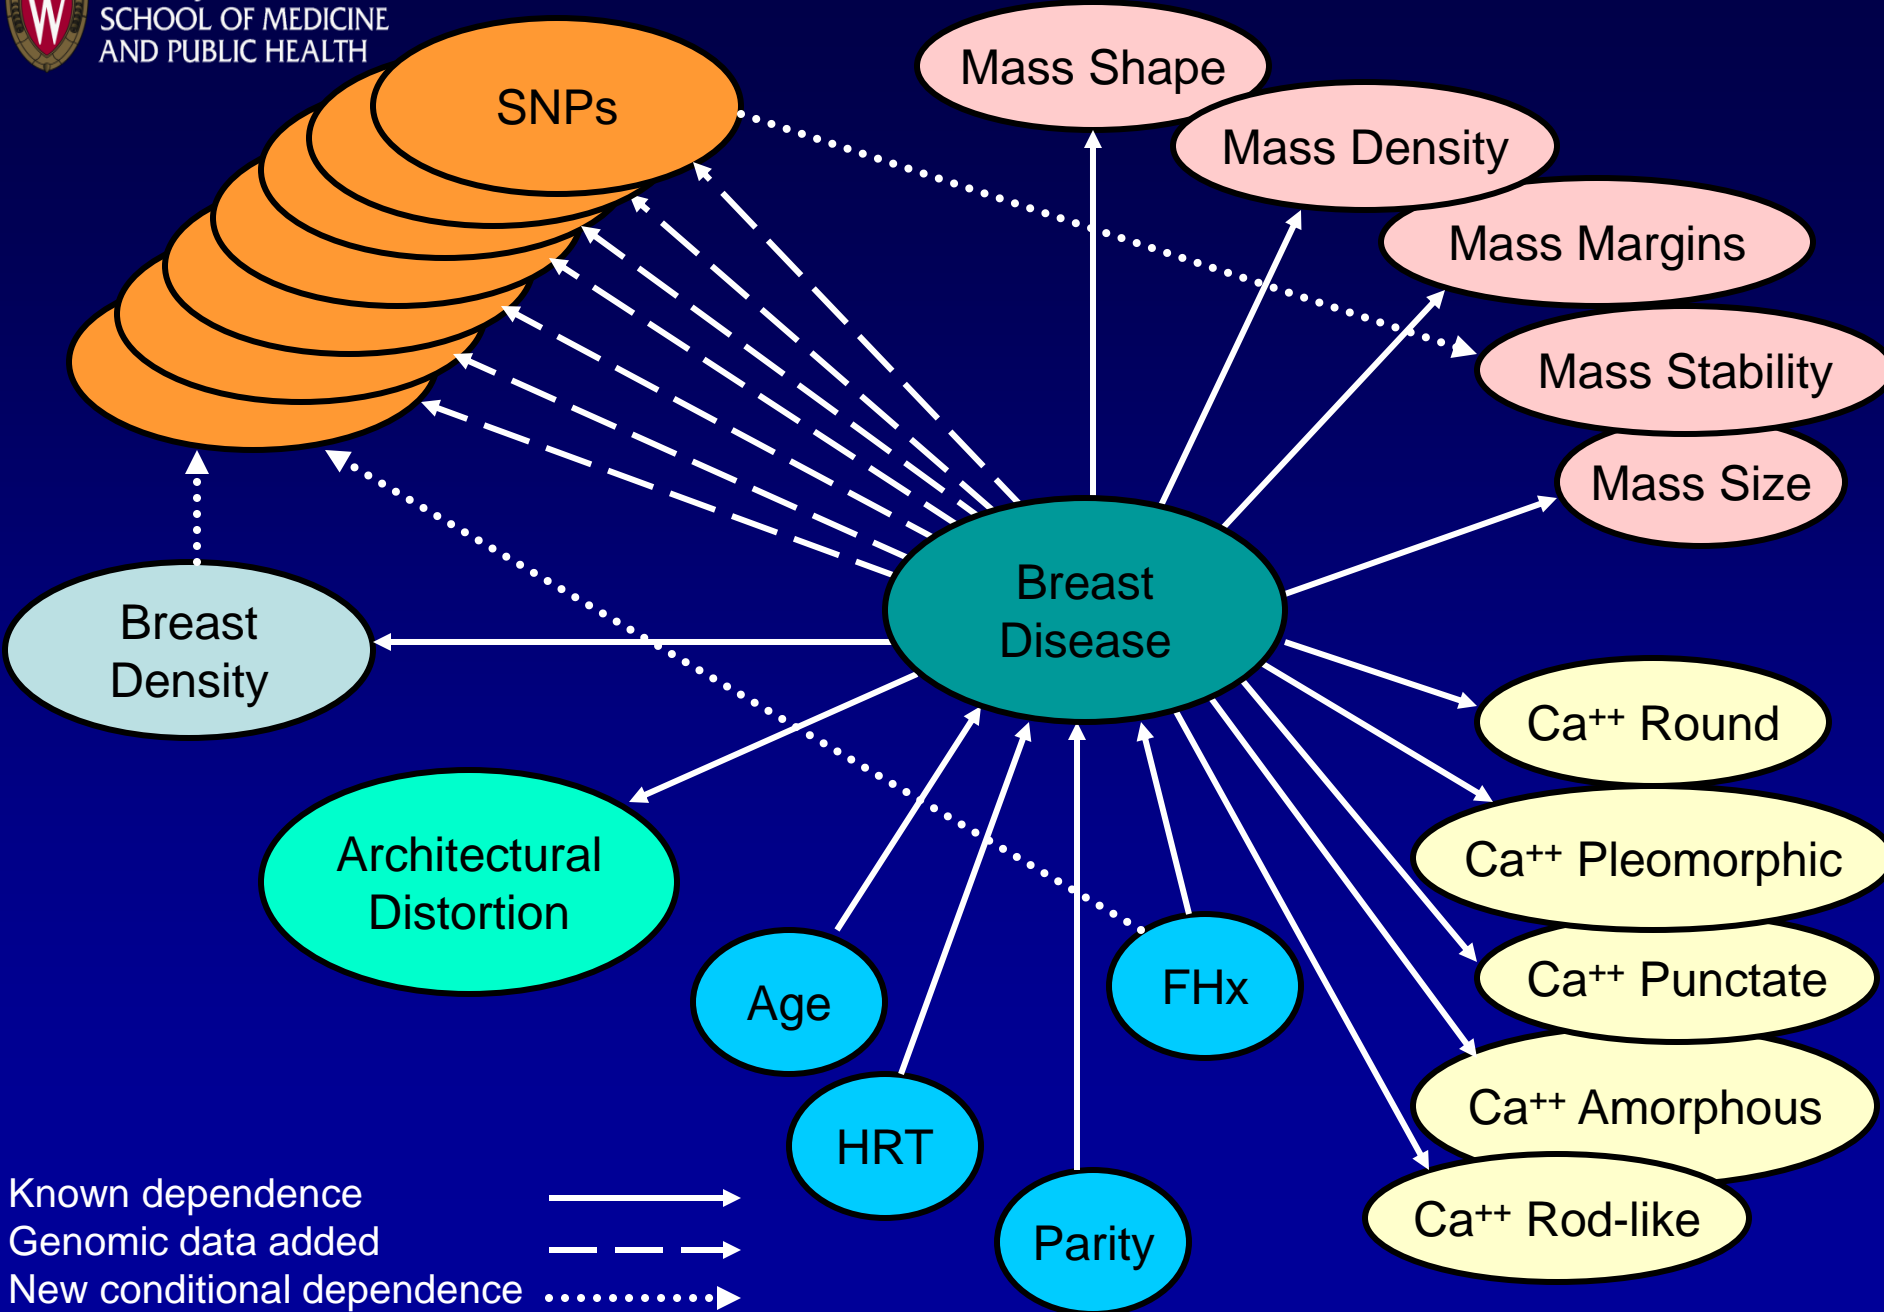 SCHOOL OF MEDICINE
AND PUBLIC HEALTH
SNPs
Mass Shape
Mass Density
Mass Margins
Mass Stability
Mass Size
Breast
Disease
Breast
Density
Architectural
Distortion
Age
HRT
Parity
FHx
Ca⁺⁺ Round
Ca⁺⁺ Pleomorphic
Ca⁺⁺ Punctate
Ca⁺⁺ Amorphous
Ca⁺⁺ Rod-like
Known dependence
Genomic data added
New conditional dependence